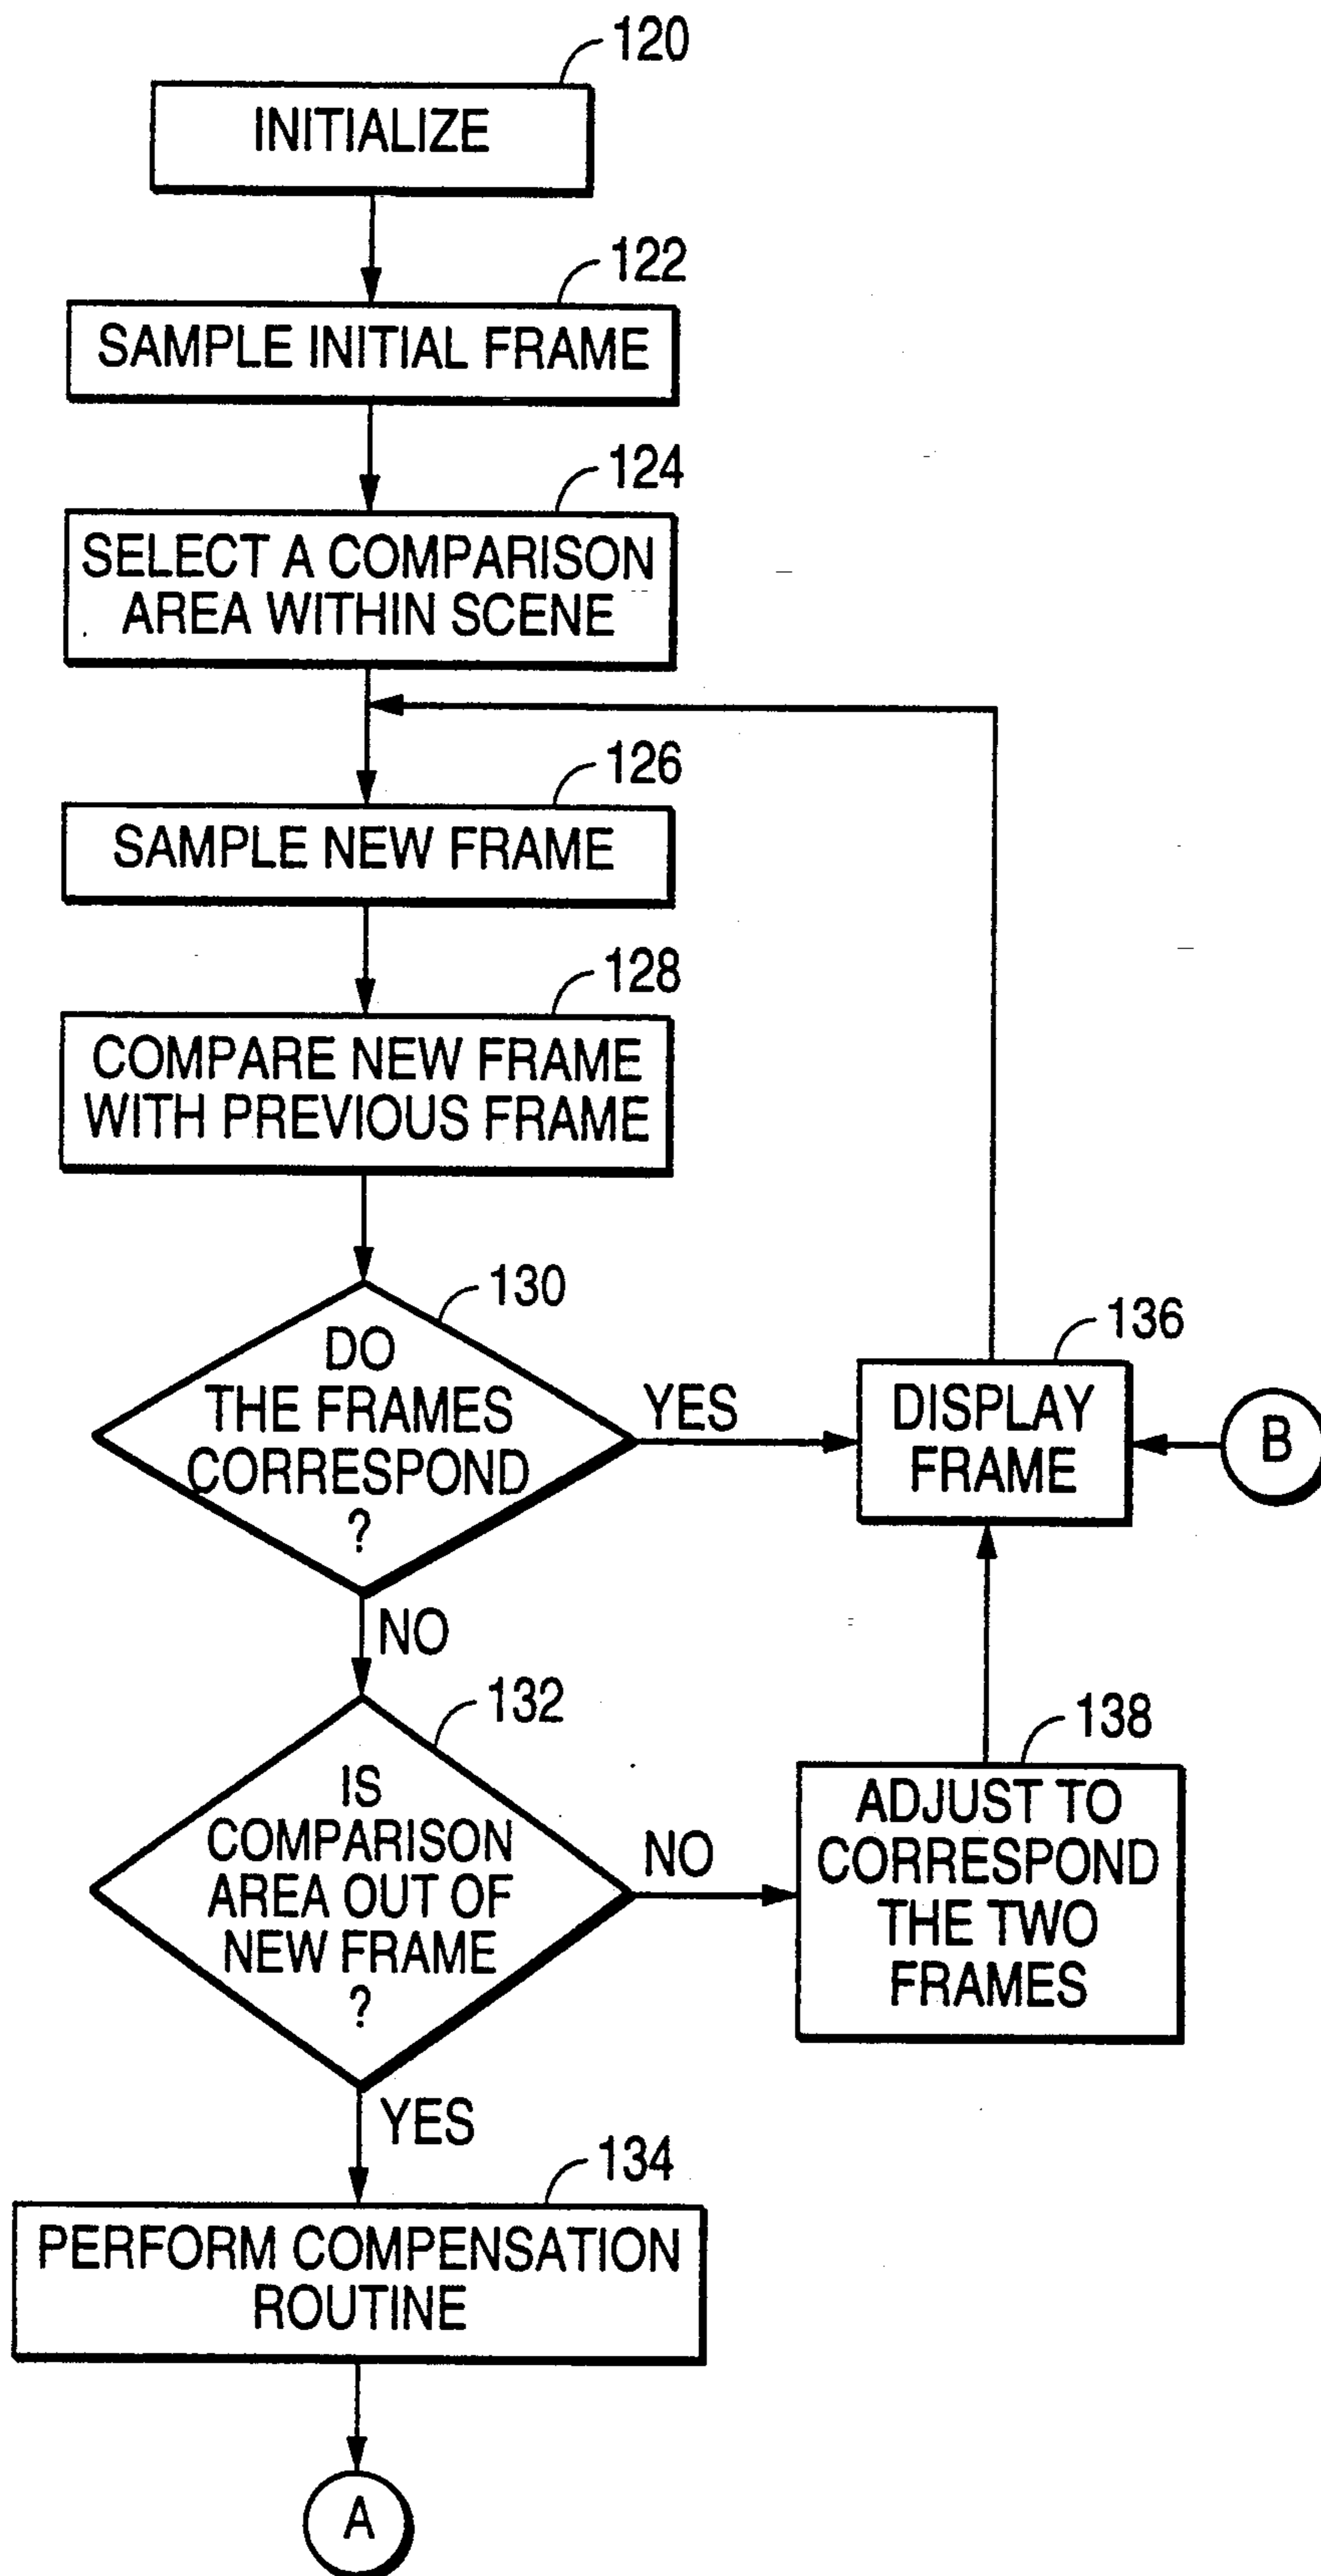 120
INITIALIZE
122
SAMPLE INITIAL FRAME
124
SELECT A COMPARISON
AREA WITHIN SCENE
126
SAMPLE NEW FRAME
128
COMPARE NEW FRAME
WITH PREVIOUS FRAME
130
DO
THE FRAMES
CORRESPOND
?
YES
136
DISPLAY
FRAME
B
NO
132
IS
COMPARISON
AREA OUT OF
NEW FRAME
?
NO
138
ADJUST TO
CORRESPOND
THE TWO
FRAMES
YES
134
PERFORM COMPENSATION
ROUTINE
A